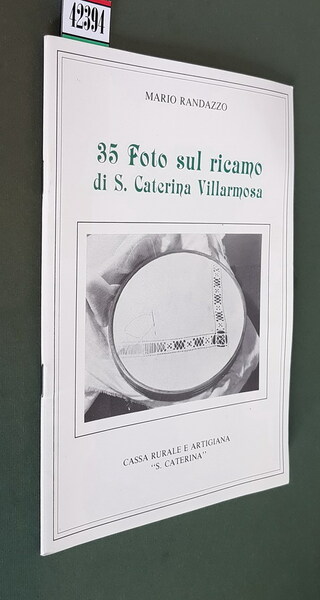 42394
MARIO RANDAZZO
35 Foto sul ricamo
di S. Caterina Villarmosa
CASSA RURALE E ARTIGIANA
"S. CATERINA"